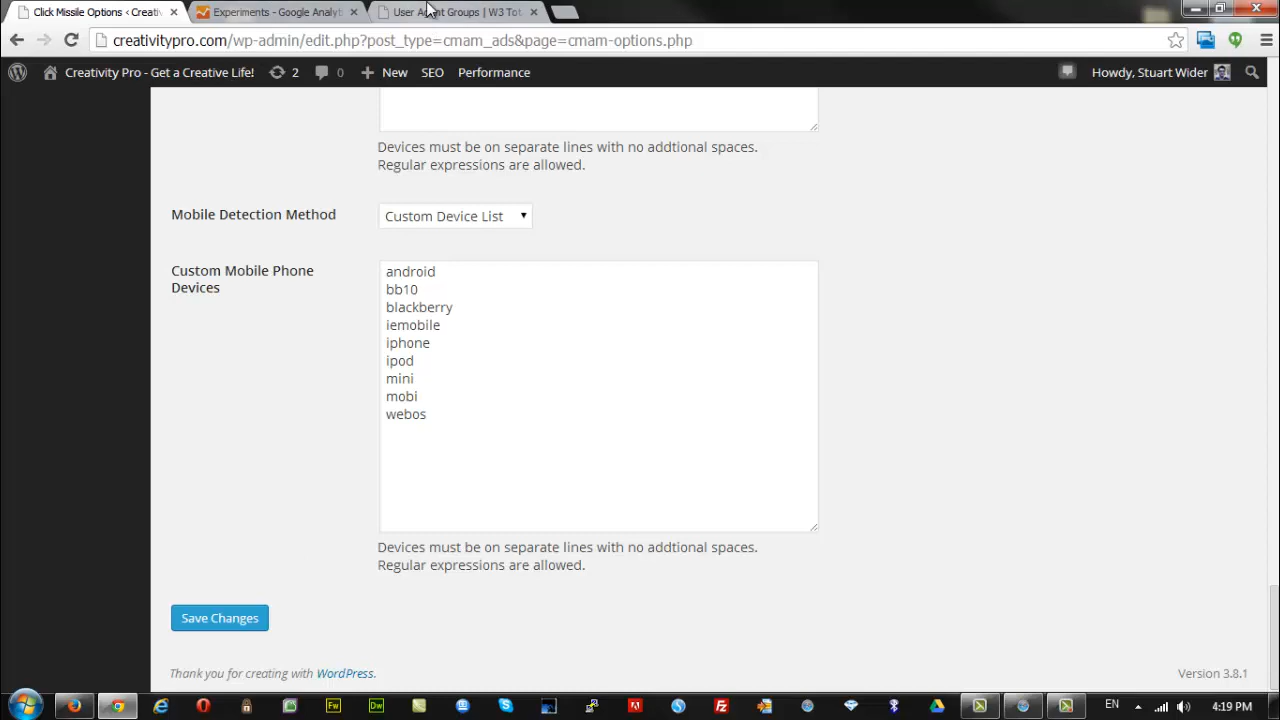 Click Missile Options ‹ Creativ
Experiments - Google Analyt
User Agent Groups | W3 Tot
creativitypro.com/wp-admin/edit.php?post_type=cmam_ads&page=cmam-options.php
Creativity Pro - Get a Creative Life! 2 0 New SEO Performance Howdy, Stuart Wider
Devices must be on separate lines with no addtional spaces.
Regular expressions are allowed.
Mobile Detection Method
Custom Device List
Custom Mobile Phone
Devices
android
bb10
blackberry
iemobile
iphone
ipod
mini
mobi
webos
Devices must be on separate lines with no addtional spaces.
Regular expressions are allowed.
Save Changes
Thank you for creating with WordPress.
Version 3.8.1
Fw
Dw
EN
4:19 PM